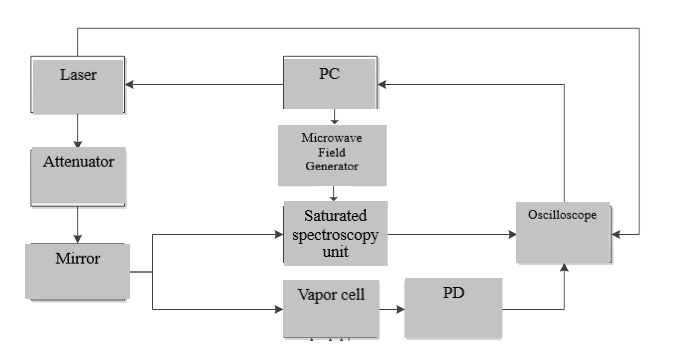 Laser
PC
Microwave
Field
Generator
Attenuator
Saturated
spectroscopy
unit
Oscilloscope
Mirror
Vapor cell
PD